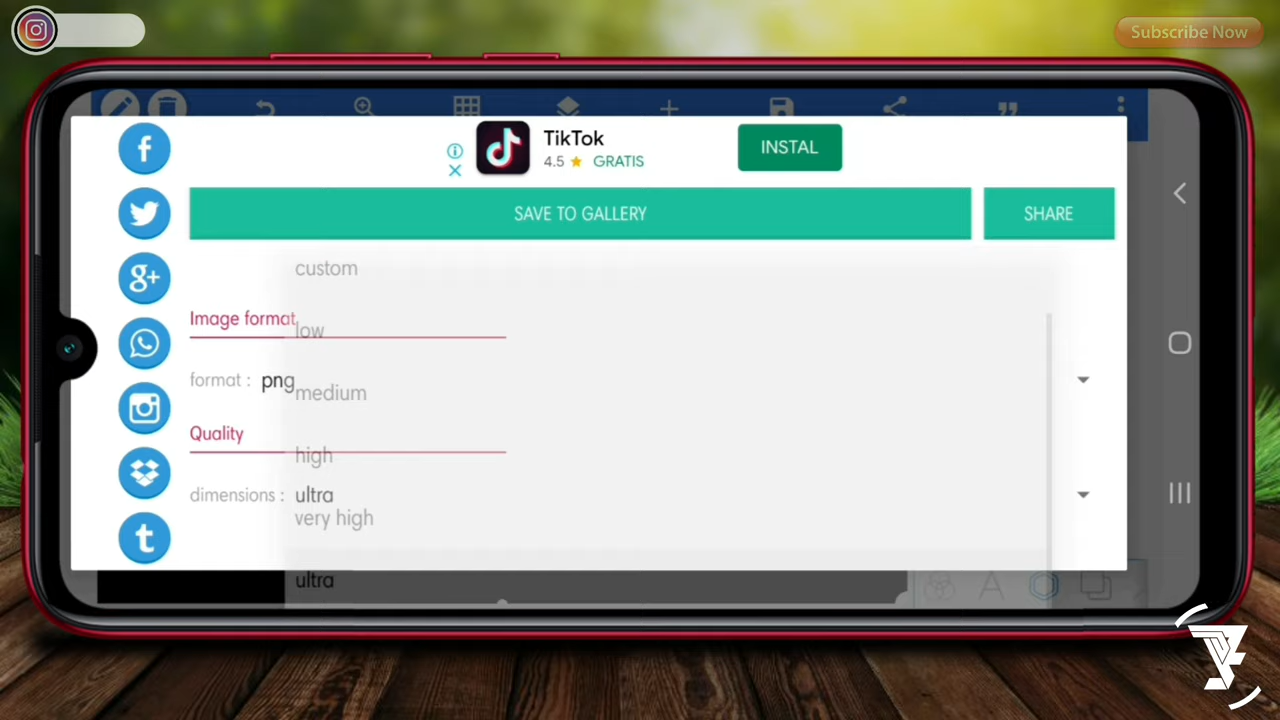 Subscribe Now
TikTok
4.5 GRATIS
INSTAL
SAVE TO GALLERY
SHARE
custom
Image format
low
format : png
medium
Quality
high
dimensions : ultra
very high
ultra